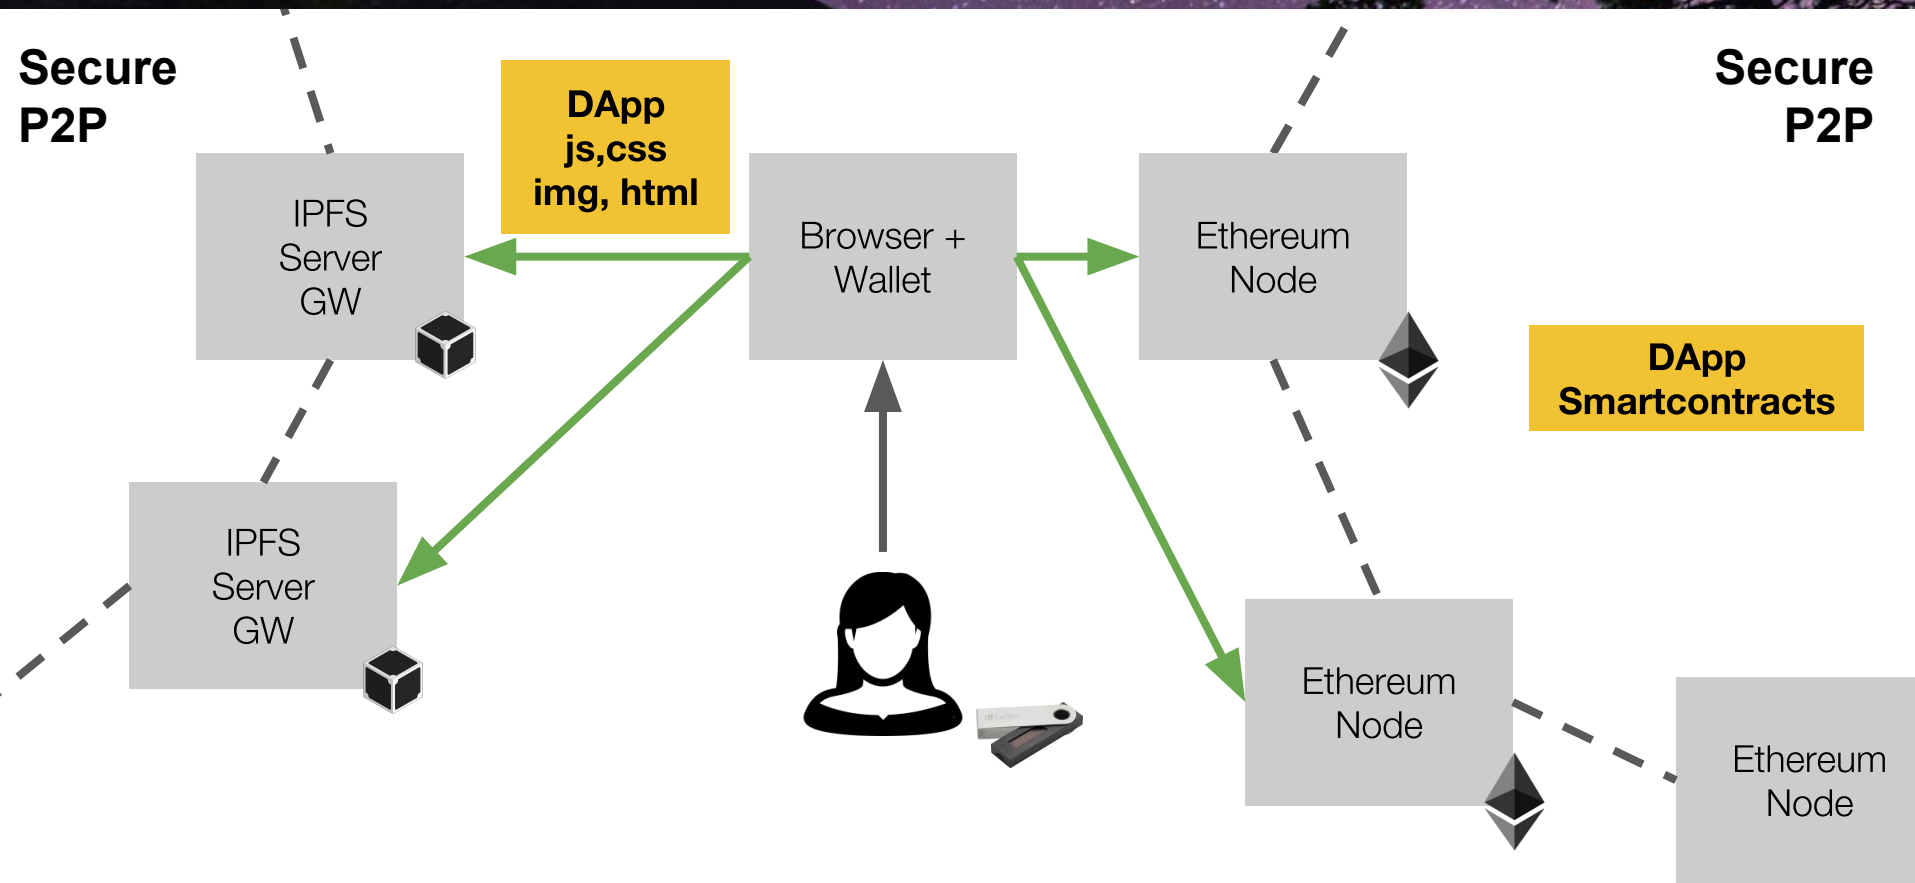 Secure
P2P
DApp
js,css
img, html
Secure
P2P
IPFS
Server
GW
Browser +
Wallet
Ethereum
Node
DApp
Smartcontracts
IPFS
Server
GW
Ledger
Ethereum
Node
Ethereum
Node